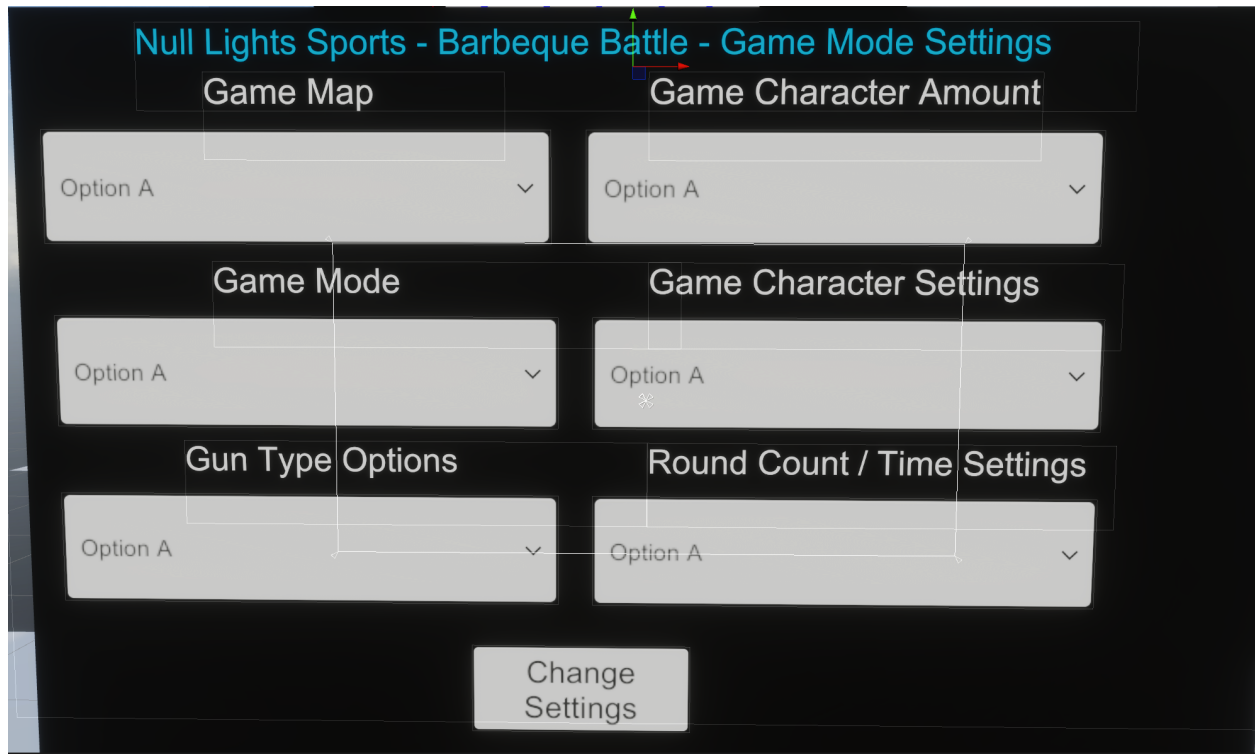 Null Lights Sports - Barbeque Battle - Game Mode Settings
Game Map
Game Character Amount
Option A
Option A
Game Mode
Game Character Settings
Option A
Option A
Gun Type Options
Round Count / Time Settings
Option A
Option A
Change
Settings